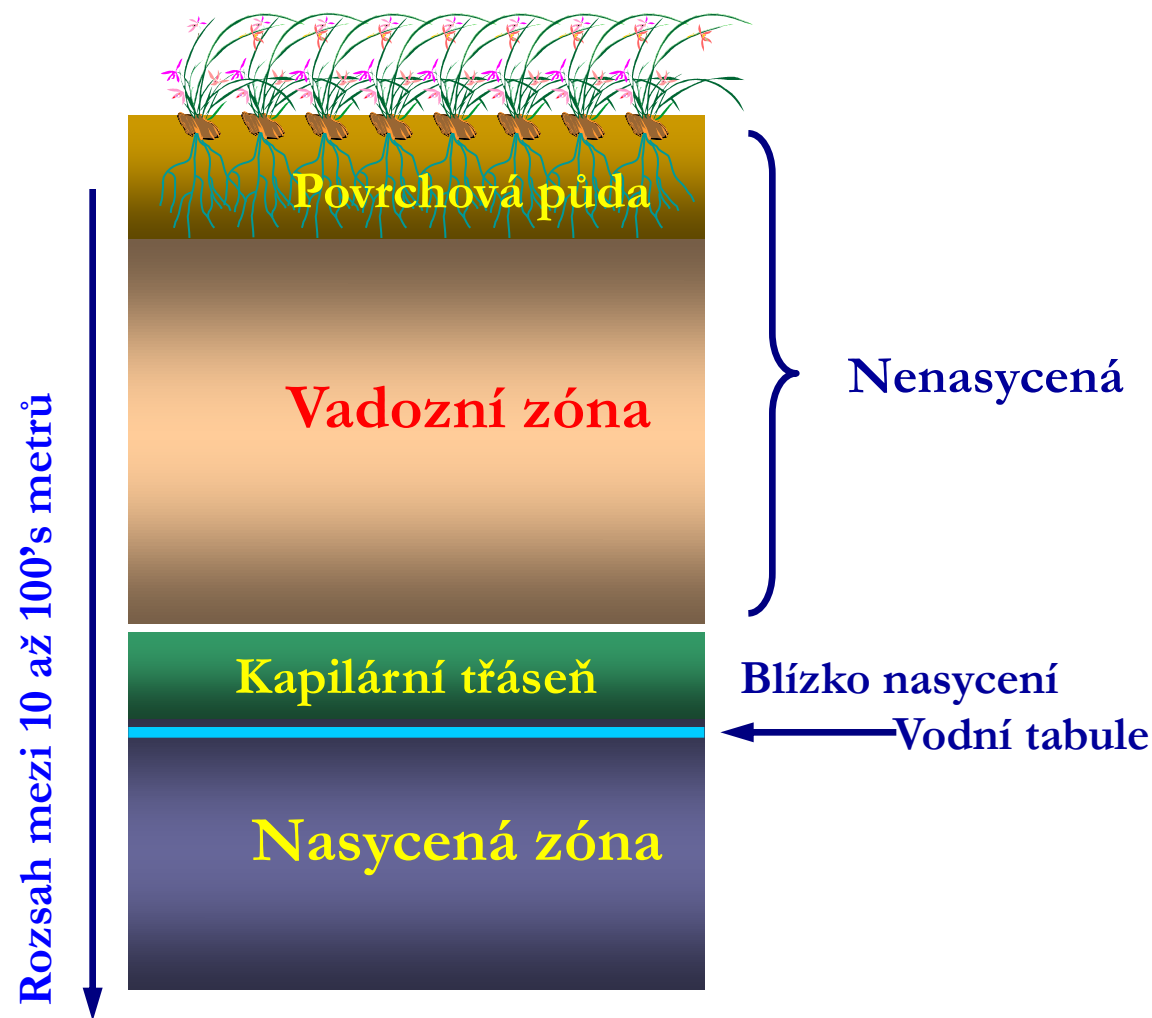 Povrchová půda
Vadozní zóna
Nenasycená
Kapilární třáseň
Blízko nasycení
Vodní tabule
Nasycená zóna
Rozsah mezi 10 až 100’s metrů